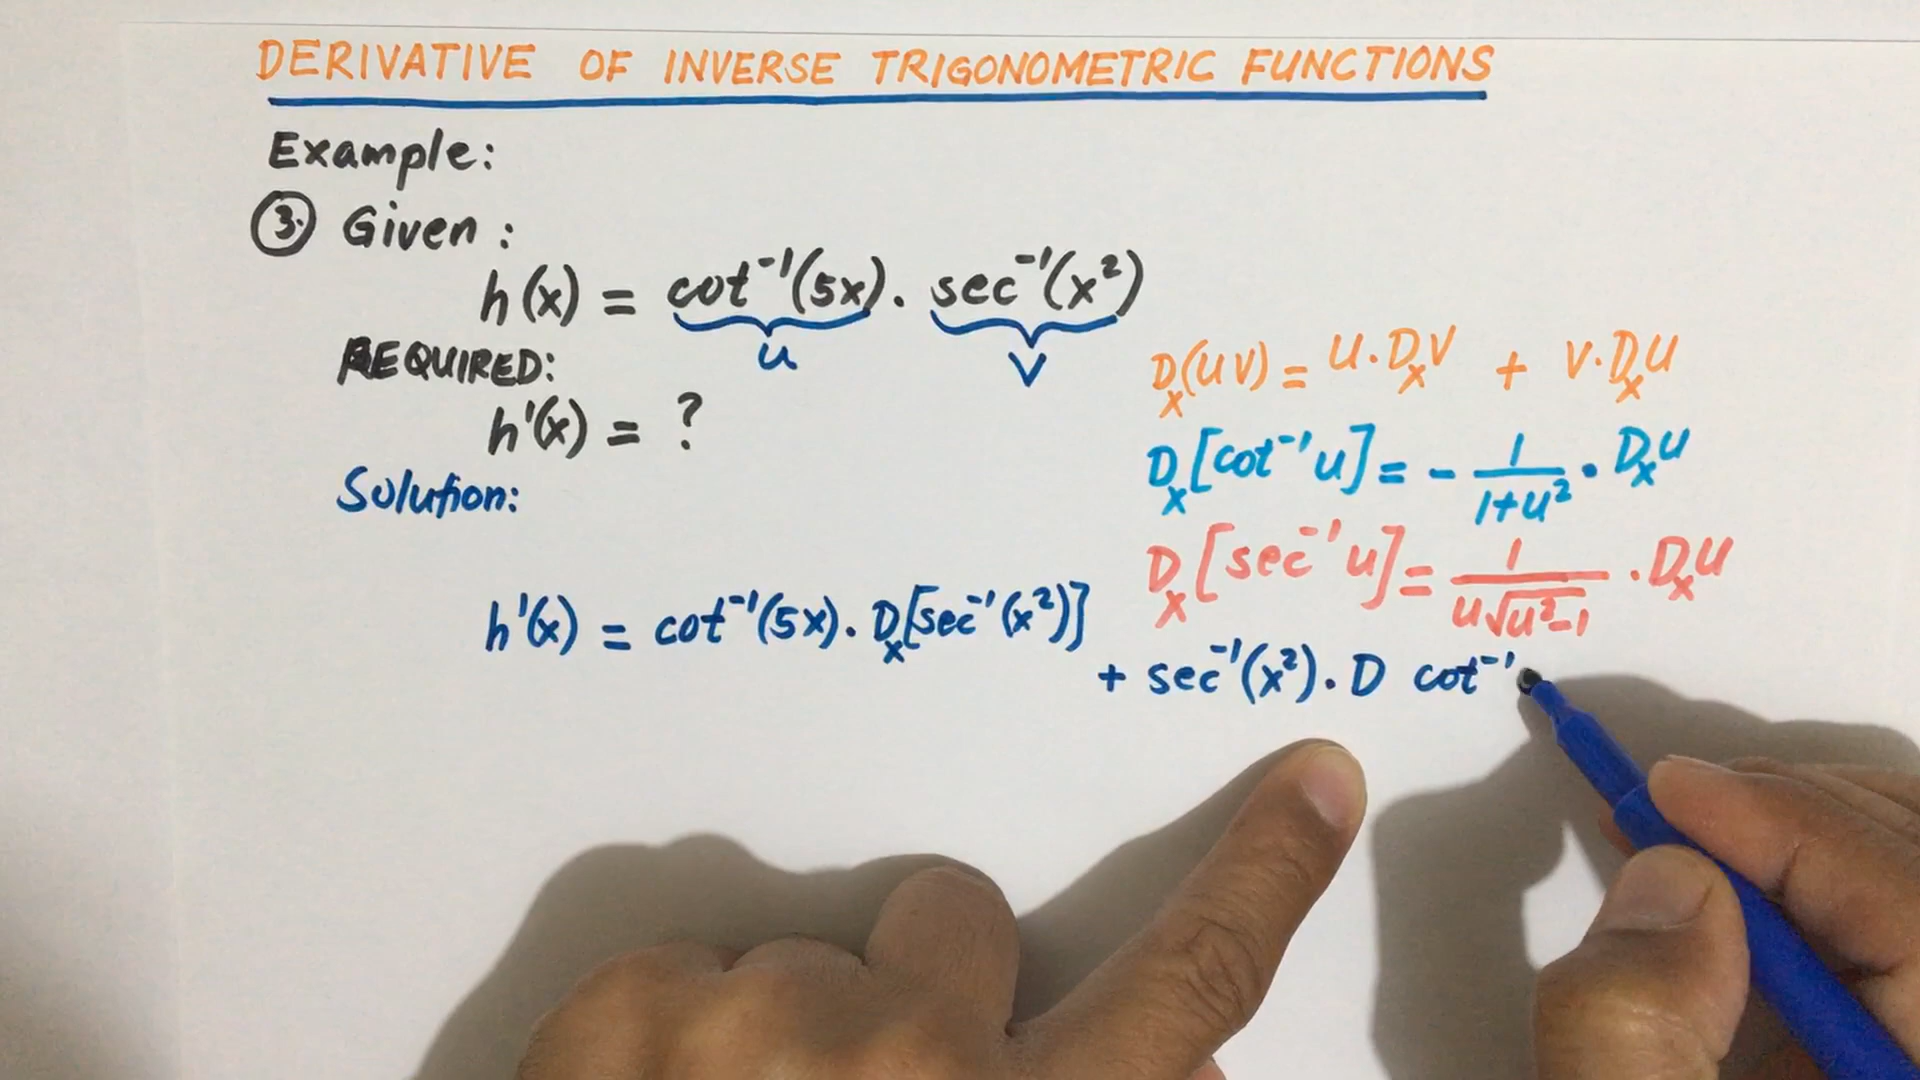 DERIVATIVE OF INVERSE TRIGONOMETRIC FUNCTIONS
Example:
③ Given:
h(x) = cot⁻¹(5x) . sec⁻¹(x²)
u V
REQUIRED:
h'(x) = ?
Solution:
h'(x) = cot⁻¹(5x) . Dₓ[sec⁻¹(x²)]
+ sec⁻¹(x²) . D cot⁻¹
Dₓ(UV) = U.DₓV + V.DₓU
Dₓ[cot⁻¹u] = - 1/(1+u²) . Dₓu
Dₓ[sec⁻¹u] = 1/(u√(u²-1)) . Dₓu